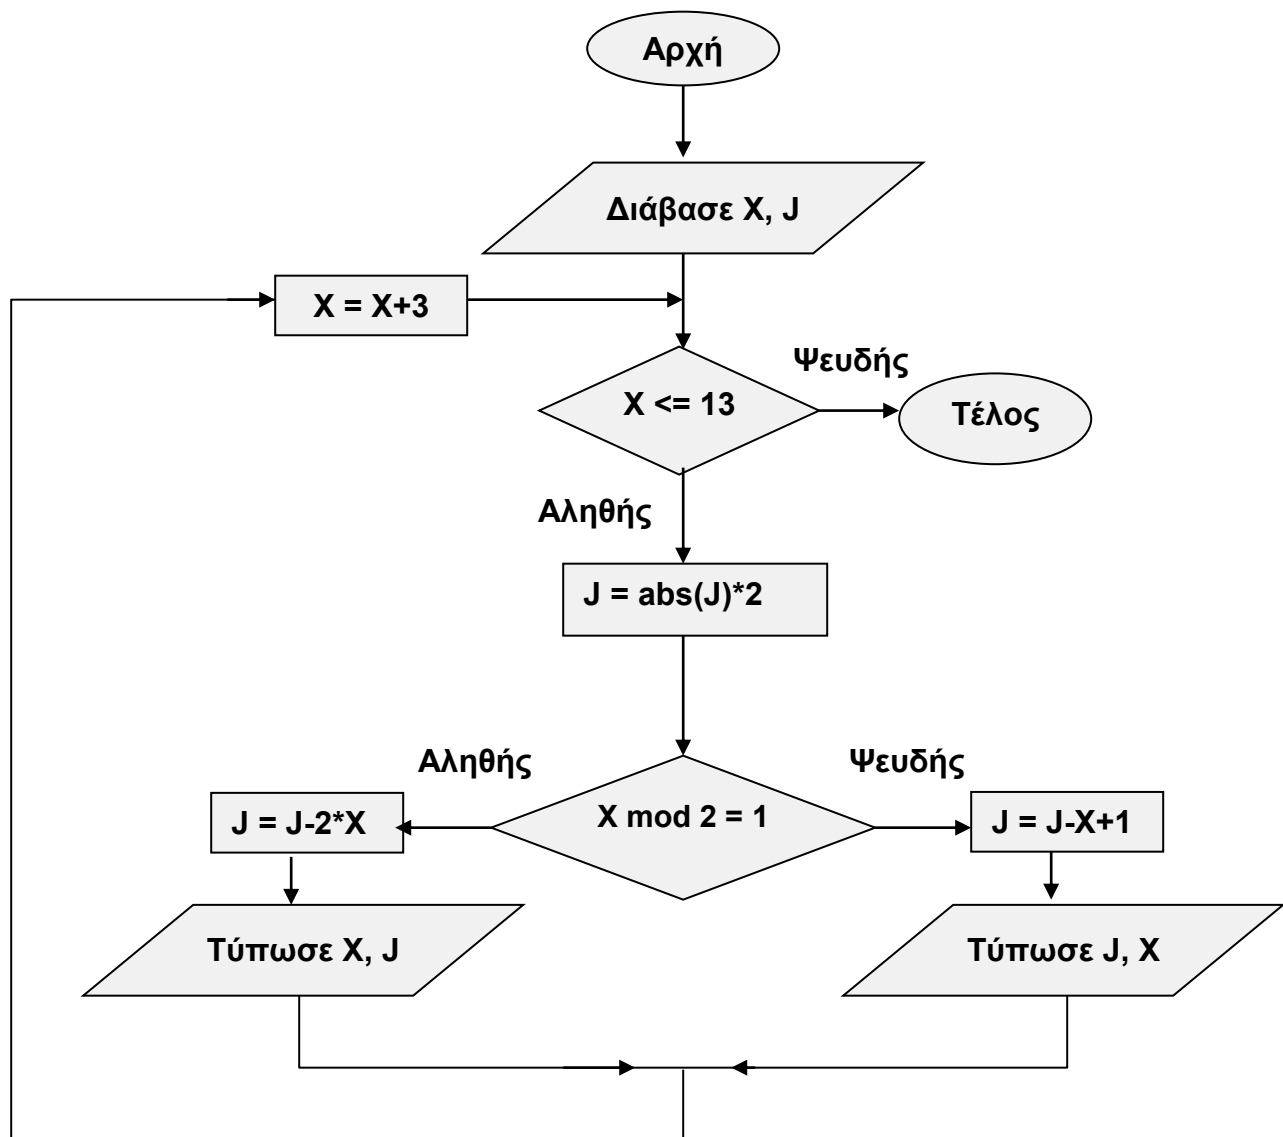 Αρχή
Διάβασε X, J
X = X+3
Ψευδής
X <= 13
Τέλος
Αληθής
J = abs(J)*2
Αληθής
Ψευδής
J = J-2*X
X mod 2 = 1
J = J-X+1
Τύπωσε X, J
Τύπωσε J, X